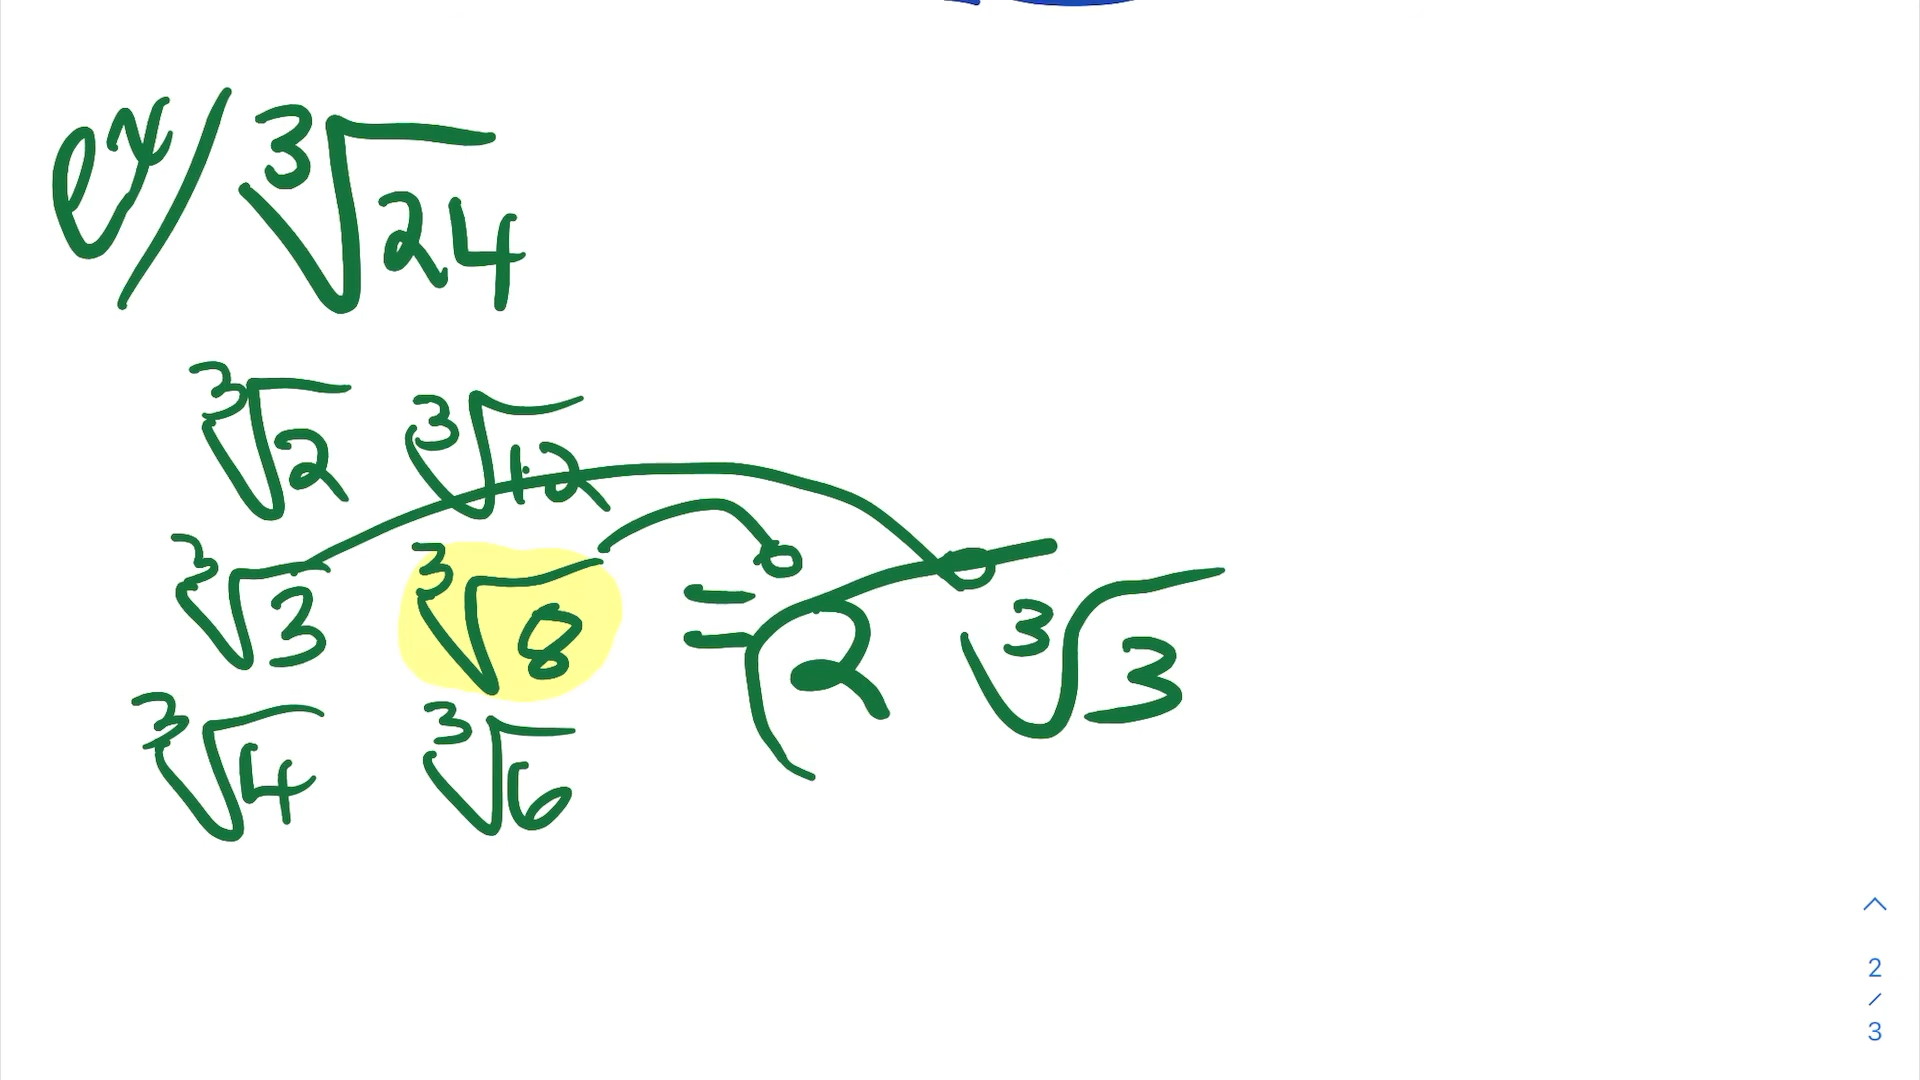 ex/ ∛24
∛2 ∛12
∛3 ∛8 = 2 ∛3
∛4 ∛6
2
/
3